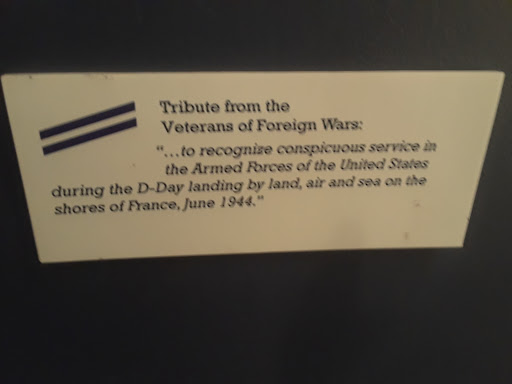 Tribute from the
Veterans of Foreign Wars:
"...to recognize conspicuous service in
the Armed Forces of the United States
during the D-Day landing by land, air and sea on the
shores of France, June 1944."